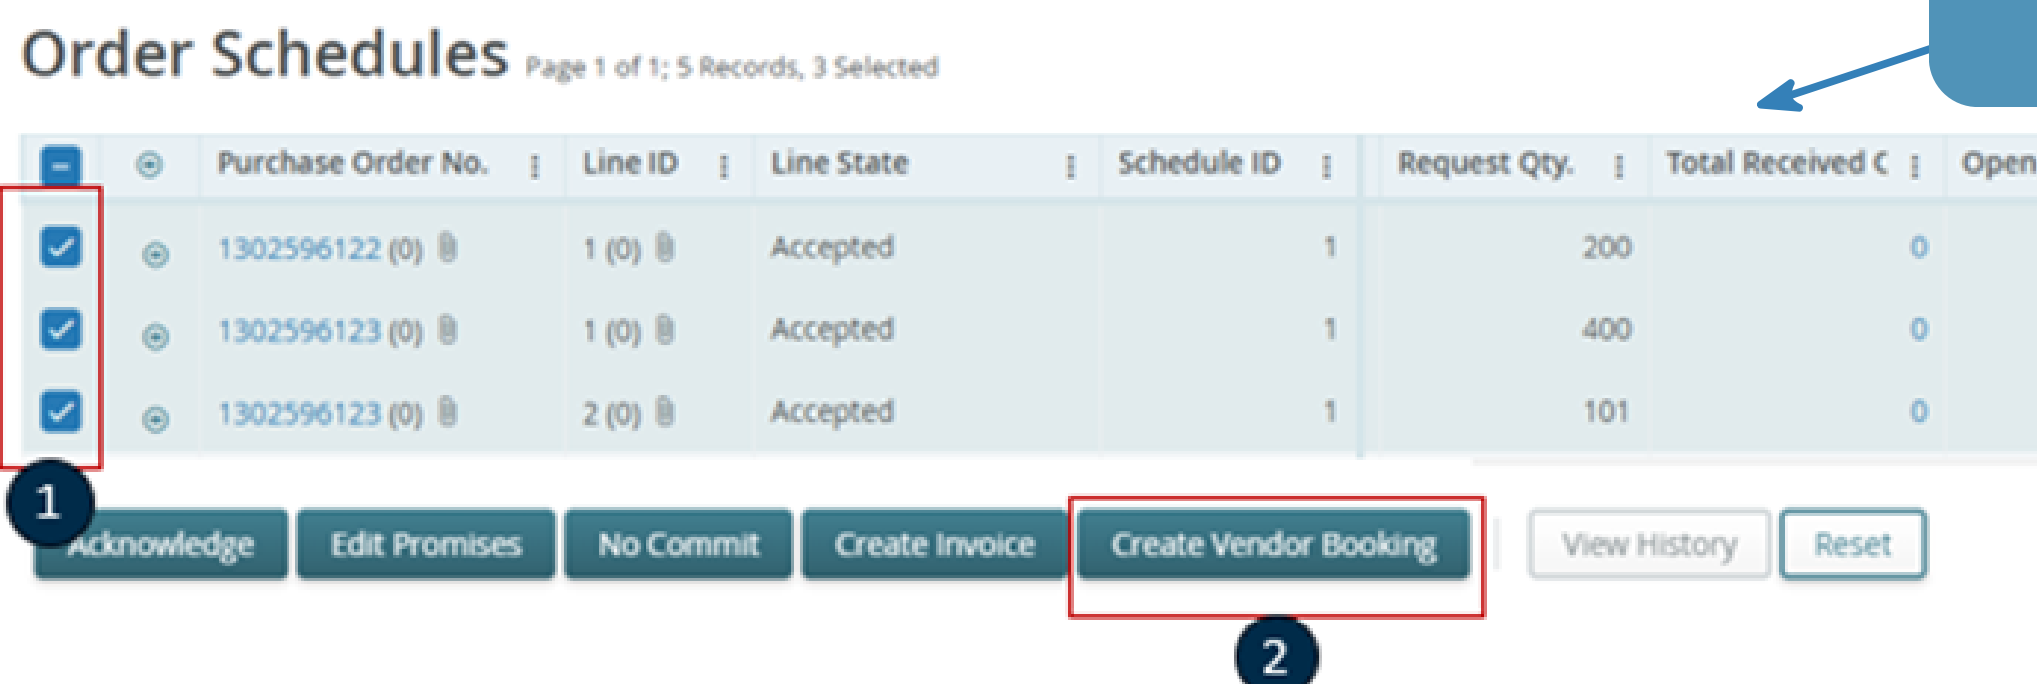 Order Schedules Page 1 of 1; 5 Records, 3 Selected
Purchase Order No. Line ID Line State Schedule ID Request Qty. Total Received Open
1302596122 (0) 1 (0) Accepted 1 200 0
1302596123 (0) 1 (0) Accepted 1 400 0
1302596123 (0) 2 (0) Accepted 1 101 0
1
Acknowledge Edit Promises No Commit Create Invoice Create Vendor Booking View History Reset
2